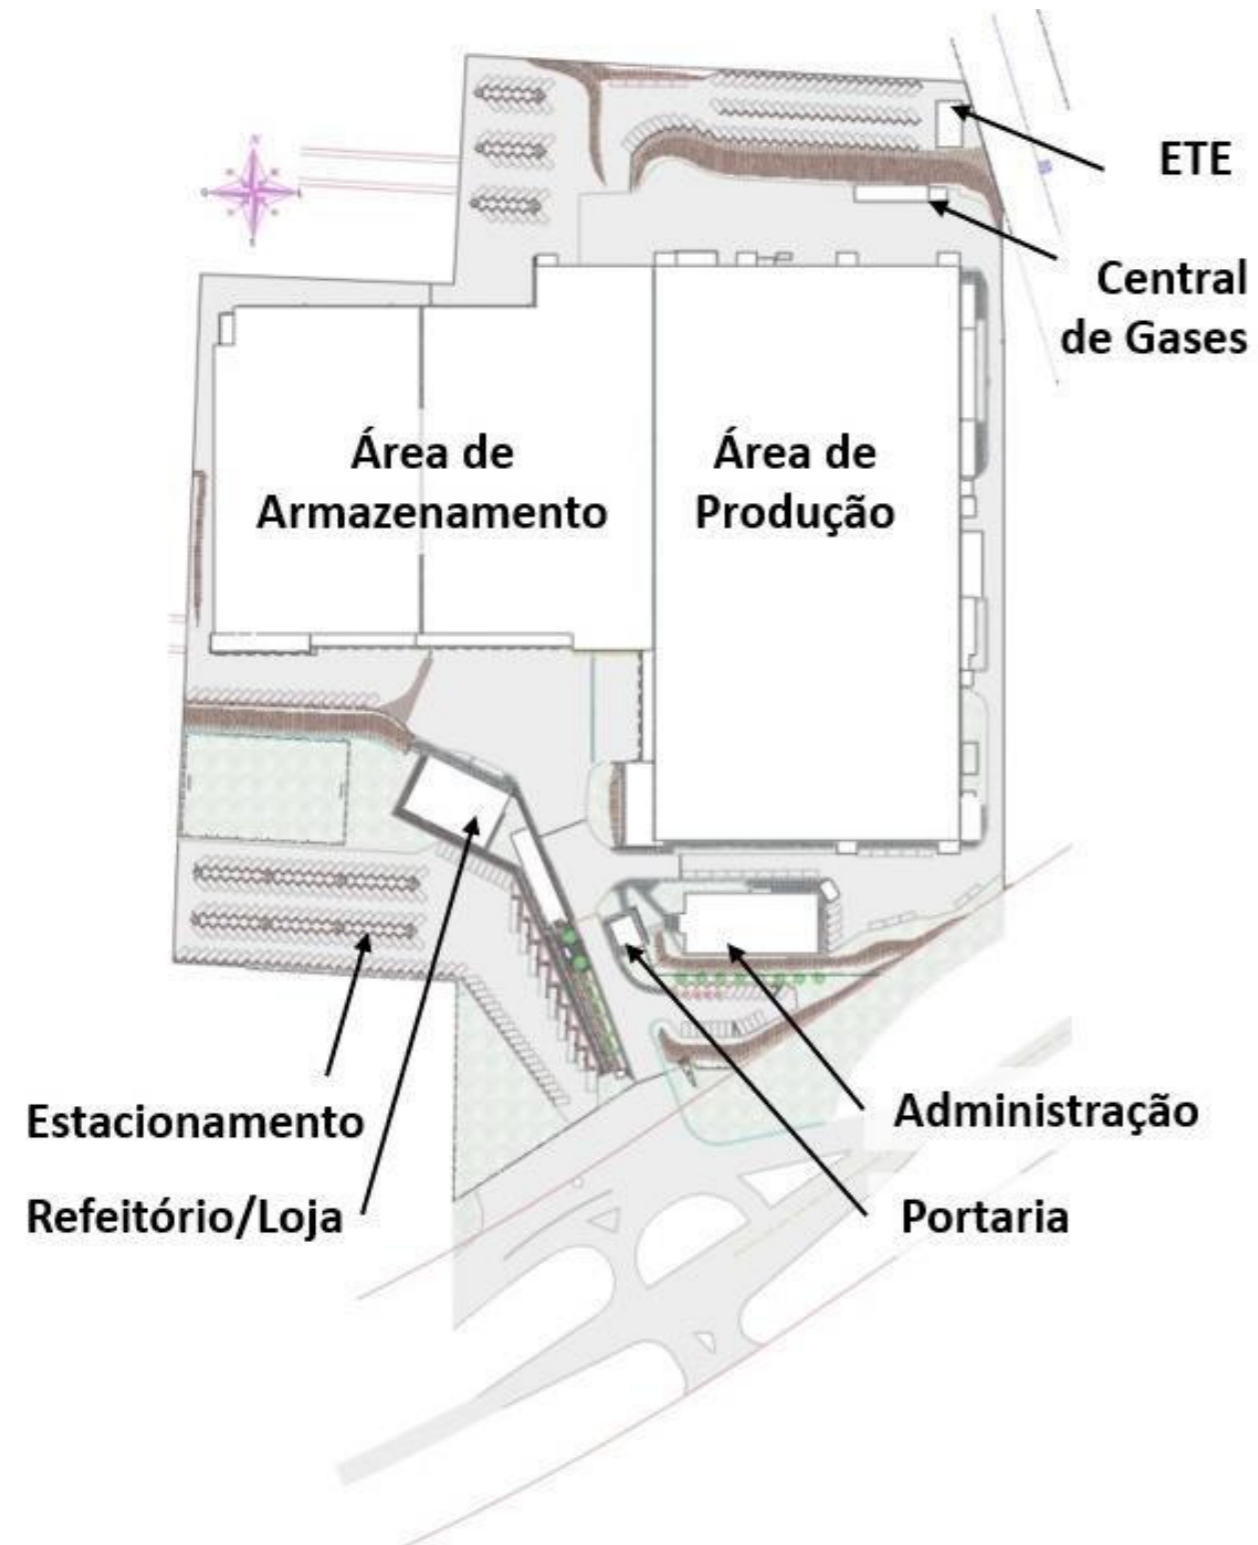 N
ETE
Central
de Gases
Área de
Armazenamento
Área de
Produção
Estacionamento
Administração
Refeitório/Loja
Portaria